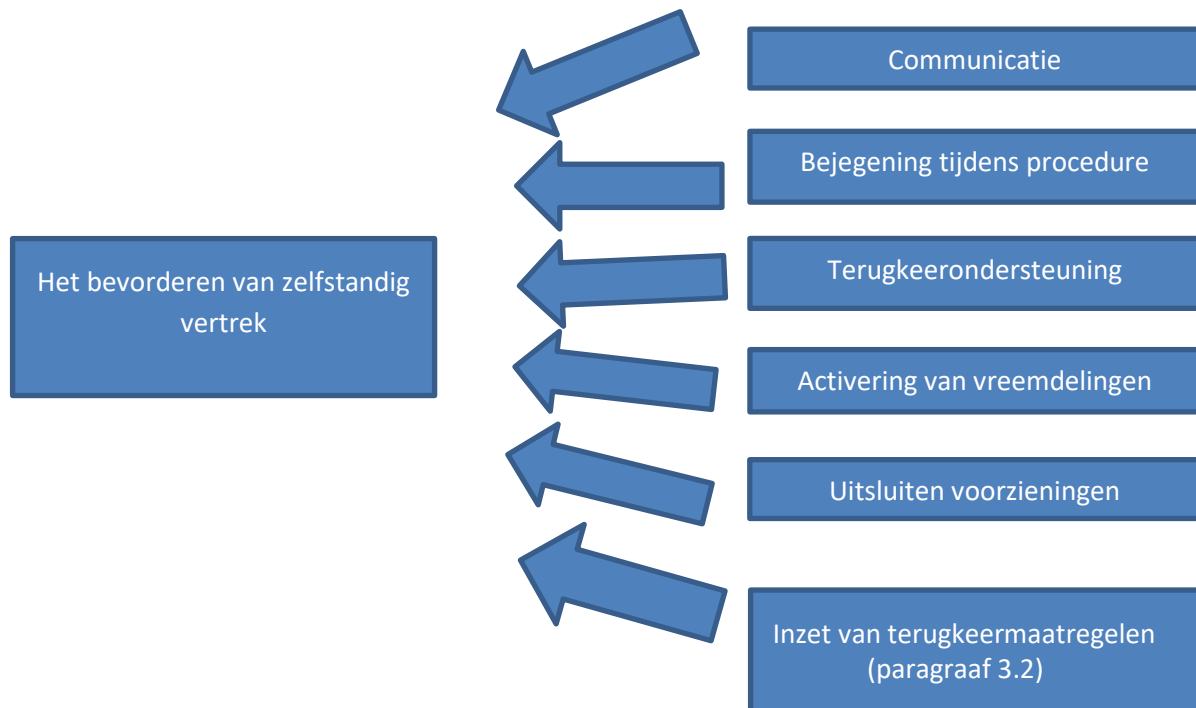 Communicatie
Bejegening tijdens procedure
Terugkeerondersteuning
Het bevorderen van zelfstandig
vertrek
Activering van vreemdelingen
Uitsluiten voorzieningen
Inzet van terugkeermaatregelen
(paragraaf 3.2)